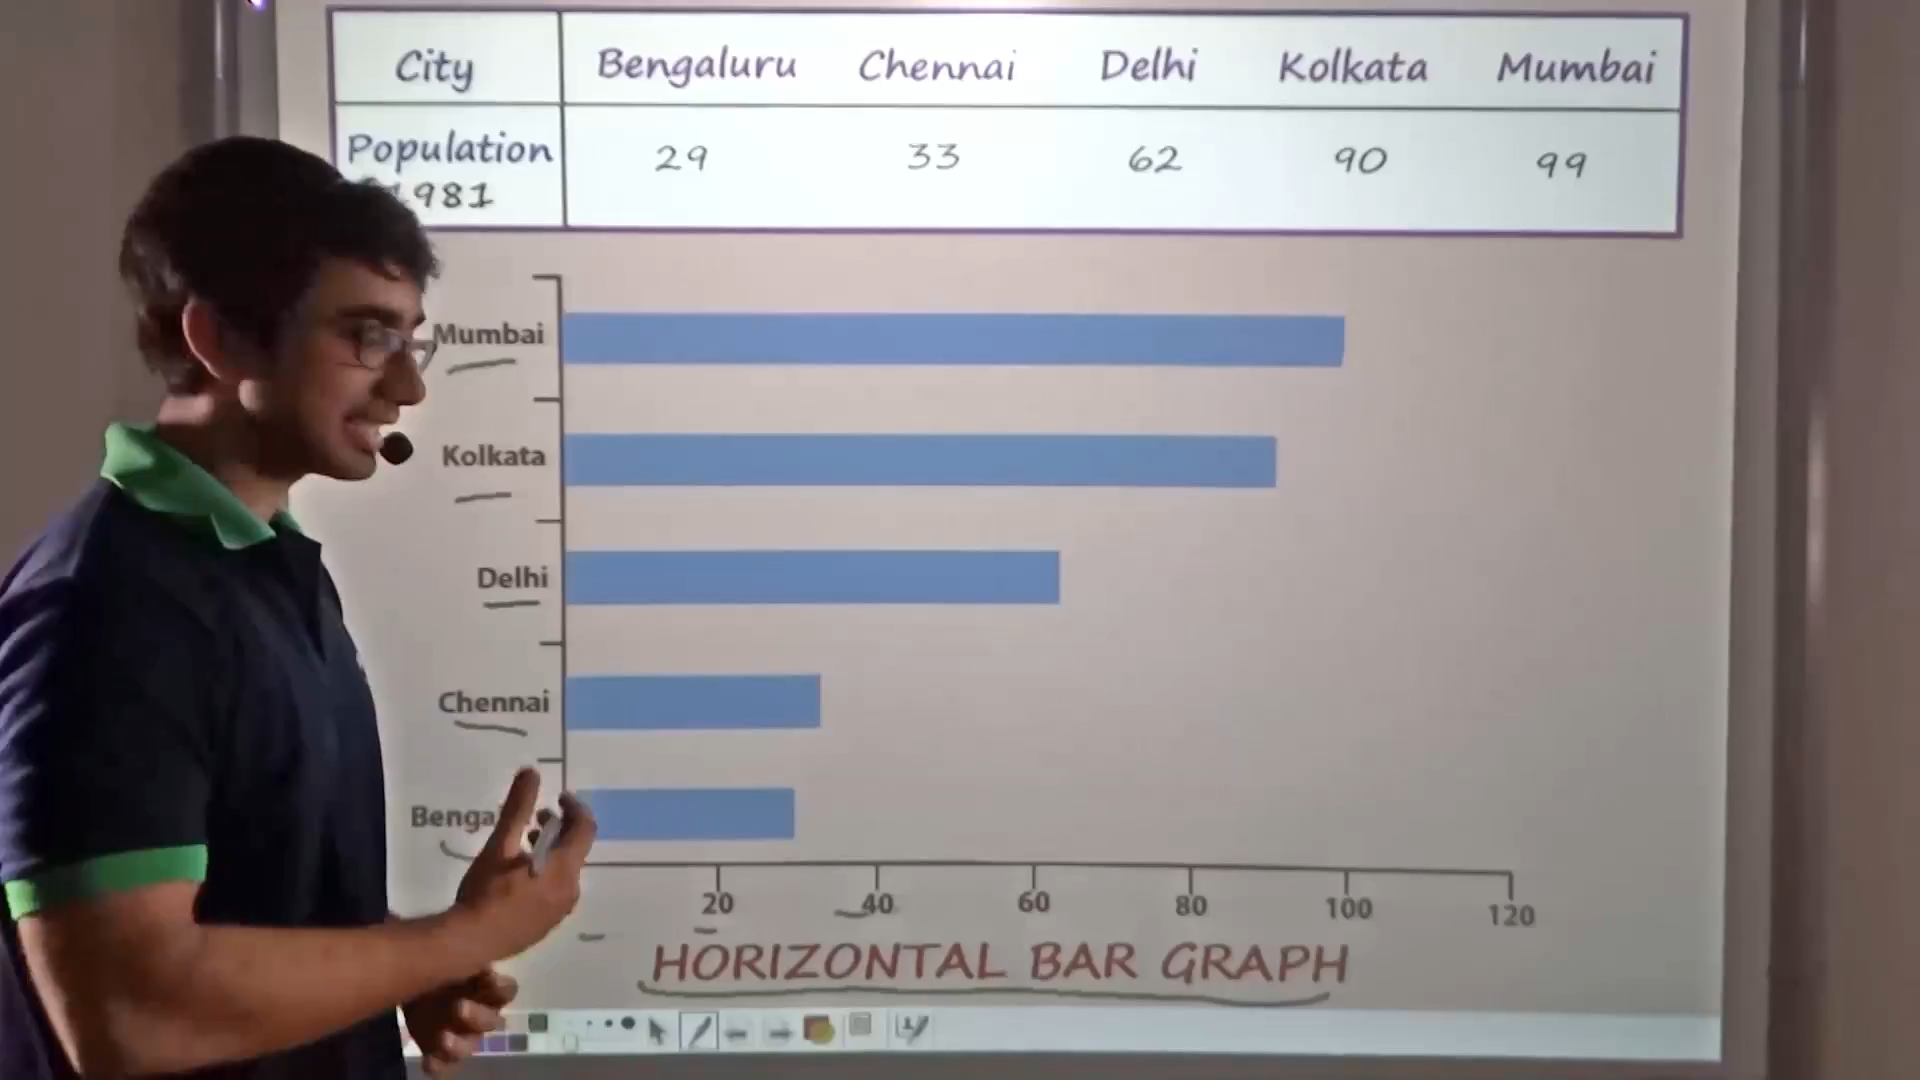 City Bengaluru Chennai Delhi Kolkata Mumbai
Population 29 33 62 90 99
1981
Mumbai
Kolkata
Delhi
Chennai
20 40 60 80 100 120
HORIZONTAL BAR GRAPH